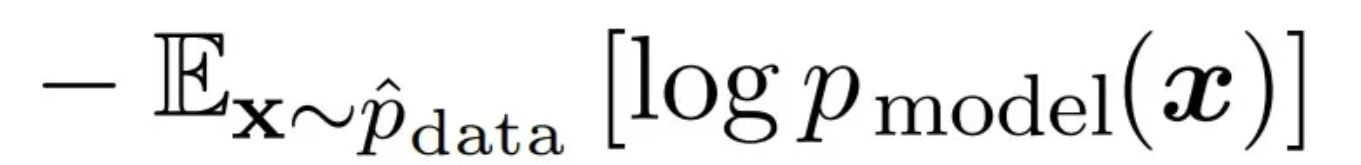 − 𝔼_{𝐱∼p̂_data} [log p_model(𝒙)]